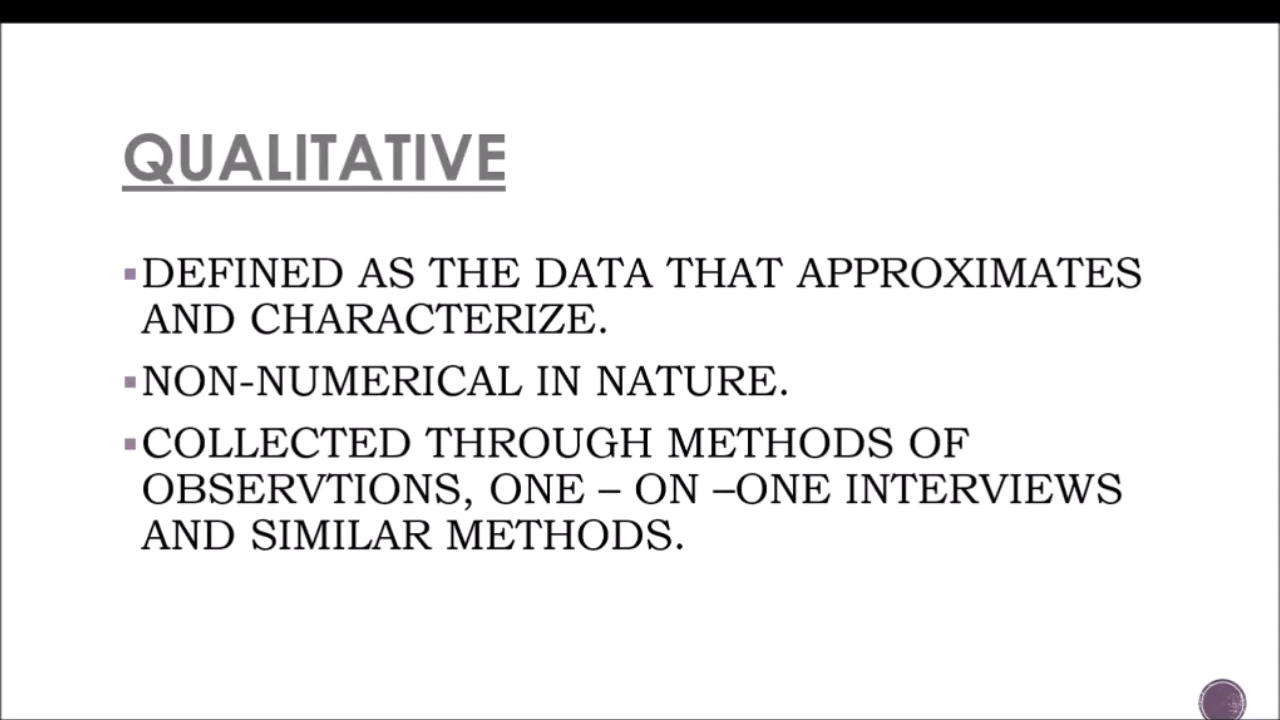 QUALITATIVE
▪DEFINED AS THE DATA THAT APPROXIMATES
AND CHARACTERIZE.
▪NON-NUMERICAL IN NATURE.
▪COLLECTED THROUGH METHODS OF
OBSERVTIONS, ONE – ON –ONE INTERVIEWS
AND SIMILAR METHODS.